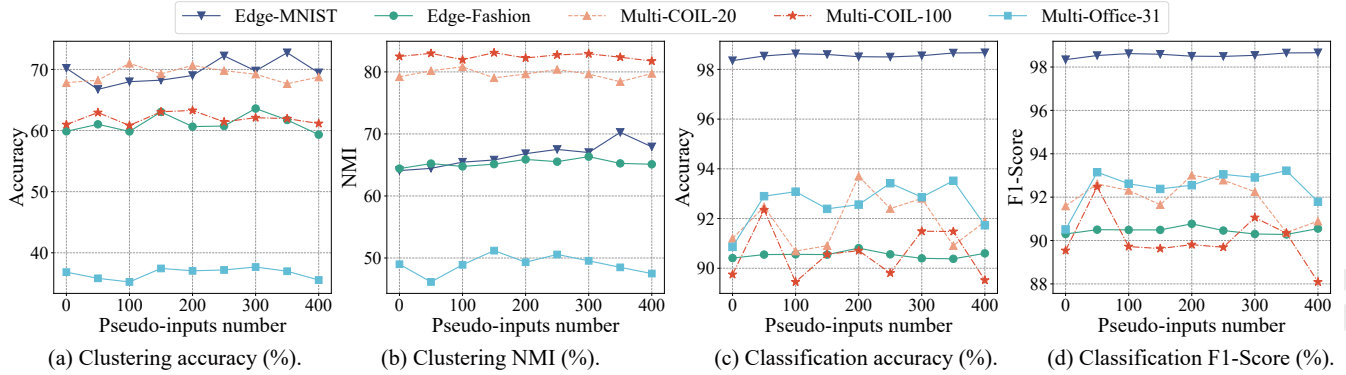 Edge-MNIST Edge-Fashion Multi-COIL-20 Multi-COIL-100 Multi-Office-31
Accuracy
70
60
50
40
0 100 200 300 400
Pseudo-inputs number
(a) Clustering accuracy (%).
NMI
90
80
70
60
50
0 100 200 300 400
Pseudo-inputs number
(b) Clustering NMI (%).
Accuracy
98
96
94
92
90
0 100 200 300 400
Pseudo-inputs number
(c) Classification accuracy (%).
F1-Score
98
96
94
92
90
88
0 100 200 300 400
Pseudo-inputs number
(d) Classification F1-Score (%).